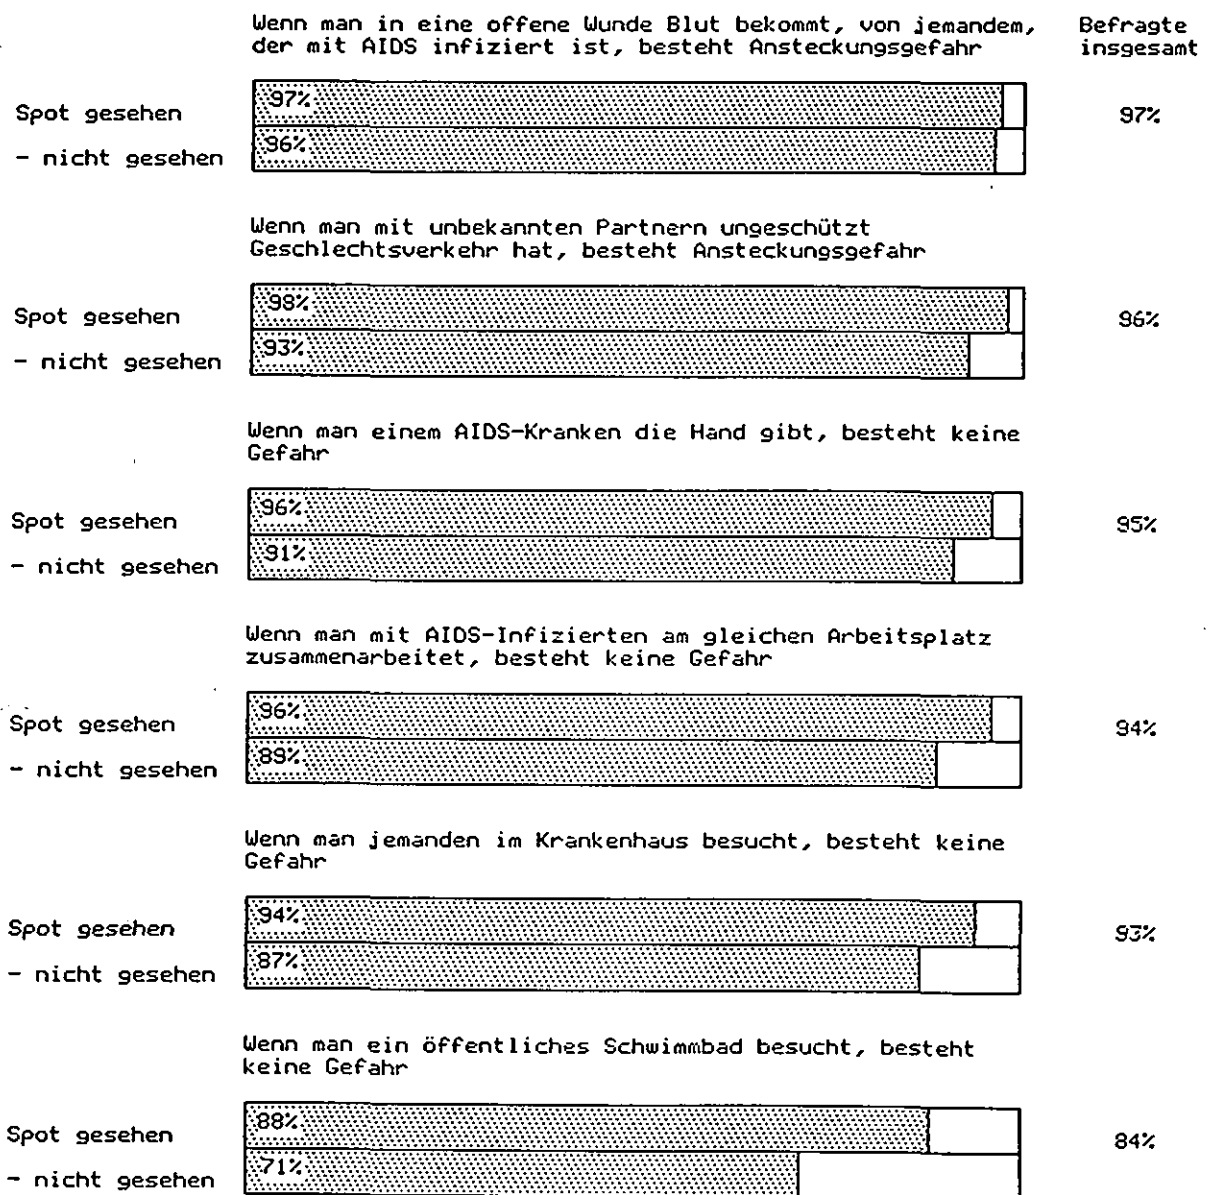 Wenn man in eine offene Wunde Blut bekommt, von jemandem,
der mit AIDS infiziert ist, besteht Ansteckungsgefahr
Befragte
insgesamt
Spot gesehen
97%
97%
- nicht gesehen
96%
Wenn man mit unbekannten Partnern ungeschützt
Geschlechtsverkehr hat, besteht Ansteckungsgefahr
Spot gesehen
98%
96%
- nicht gesehen
93%
Wenn man einem AIDS-Kranken die Hand gibt, besteht keine
Gefahr
Spot gesehen
96%
95%
- nicht gesehen
91%
Wenn man mit AIDS-Infizierten am gleichen Arbeitsplatz
zusammenarbeitet, besteht keine Gefahr
Spot gesehen
96%
94%
- nicht gesehen
89%
Wenn man jemanden im Krankenhaus besucht, besteht keine
Gefahr
Spot gesehen
94%
93%
- nicht gesehen
87%
Wenn man ein öffentliches Schwimmbad besucht, besteht
keine Gefahr
Spot gesehen
88%
84%
- nicht gesehen
71%